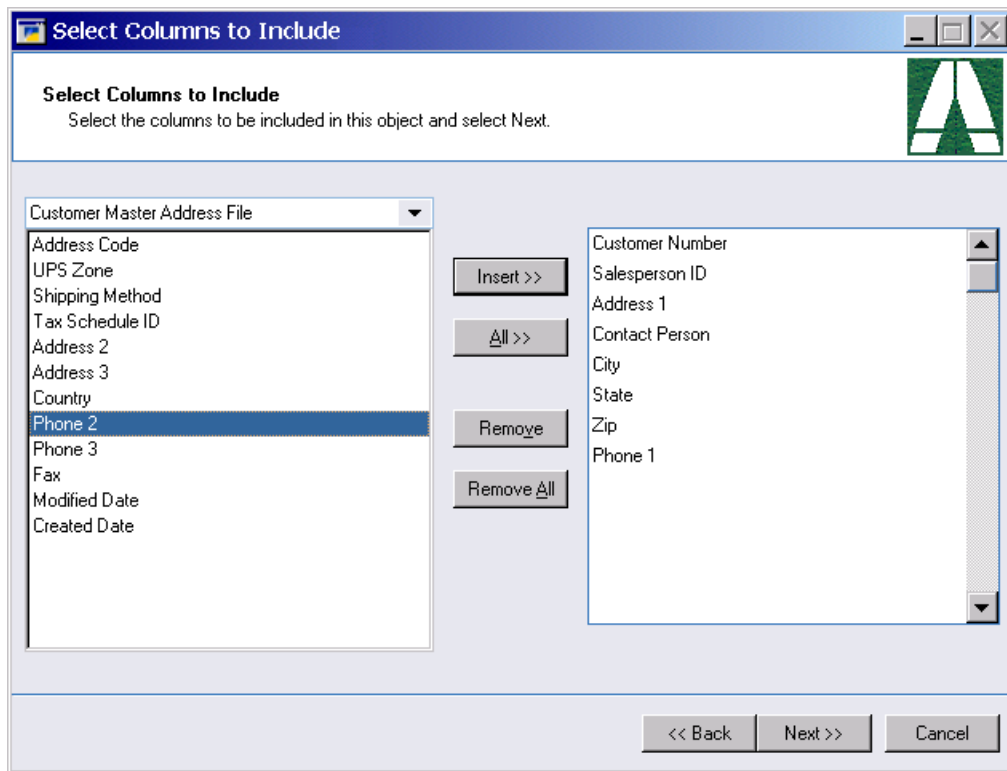 Select Columns to Include
Select Columns to Include
Select the columns to be included in this object and select Next.
Customer Master Address File
Address Code
UPS Zone
Shipping Method
Tax Schedule ID
Address 2
Address 3
Country
Phone 2
Phone 3
Fax
Modified Date
Created Date
Insert >>
All >>
Remove
Remove All
Customer Number
Salesperson ID
Address 1
Contact Person
City
State
Zip
Phone 1
<< Back
Next >>
Cancel